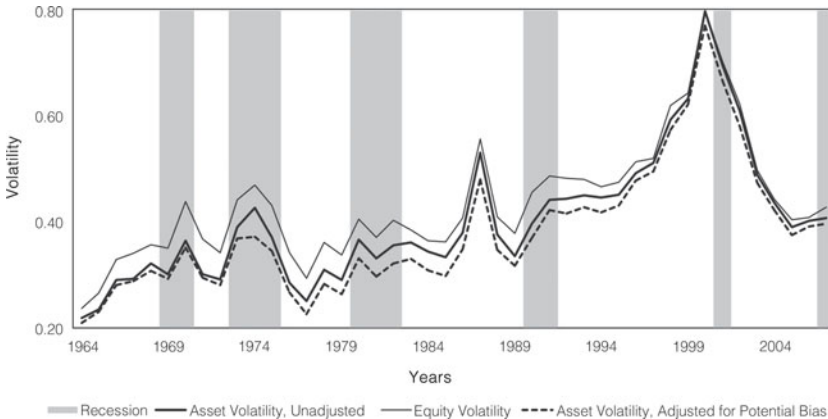 0.80
0.60
Volatility
0.40
0.20
1964 1969 1974 1979 1984 1989 1994 1999 2004
Years
Recession Asset Volatility, Unadjusted Equity Volatility Asset Volatility, Adjusted for Potential Bias